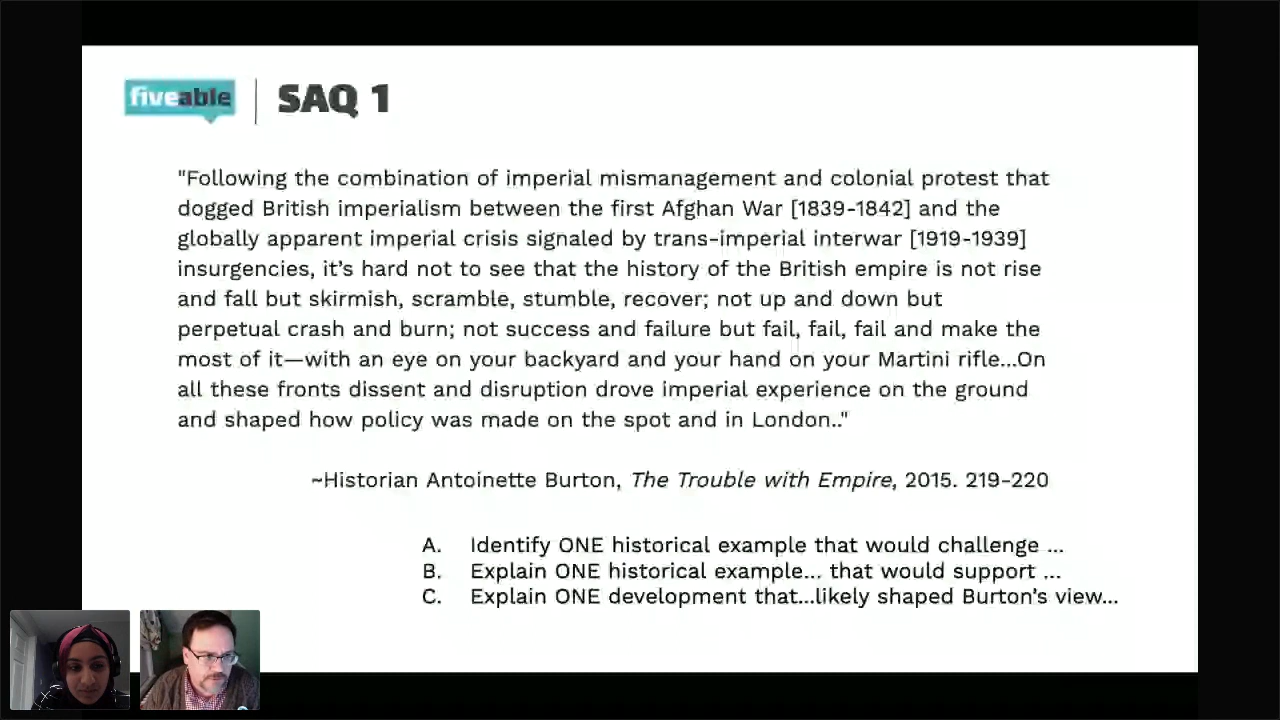 fiveable
SAQ 1
"Following the combination of imperial mismanagement and colonial protest that
dogged British imperialism between the first Afghan War [1839-1842] and the
globally apparent imperial crisis signaled by trans-imperial interwar [1919-1939]
insurgencies, it's hard not to see that the history of the British empire is not rise
and fall but skirmish, scramble, stumble, recover; not up and down but
perpetual crash and burn; not success and failure but fail, fail, fail and make the
most of it—with an eye on your backyard and your hand on your Martini rifle...On
all these fronts dissent and disruption drove imperial experience on the ground
and shaped how policy was made on the spot and in London.."
~Historian Antoinette Burton, The Trouble with Empire, 2015. 219-220
A. Identify ONE historical example that would challenge ...
B. Explain ONE historical example... that would support ...
C. Explain ONE development that...likely shaped Burton's view...